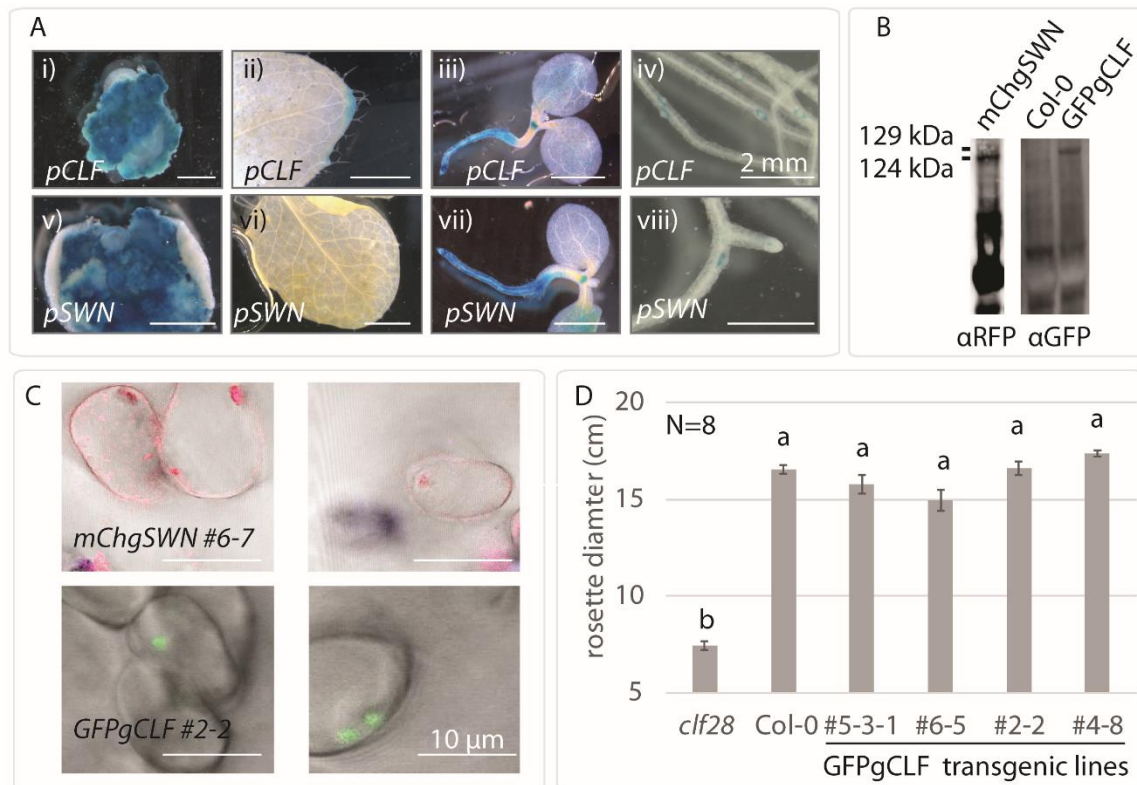 A
i)
pCLF
ii)
pCLF
iii)
pCLF
iv)
pCLF
2 mm
v)
pSWN
vi)
pSWN
vii)
pSWN
viii)
pSWN
B
mChgSWN
Col-0
GFPgCLF
129 kDa
124 kDa
αRFP αGFP
C
mChgSWN #6-7
GFPgCLF #2-2
10 µm
D
N=8
rosette diamter (cm)
20
15
10
5
b
a
a
a
a
a
clf28 Col-0 #5-3-1 #6-5 #2-2 #4-8
GFPgCLF transgenic lines